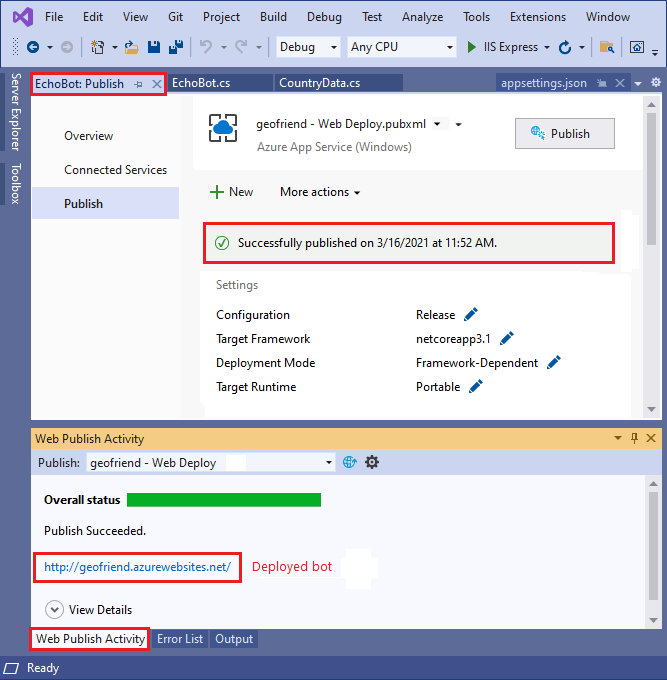 File Edit View Git Project Build Debug Test Analyze Tools Extensions Window
Debug Any CPU IIS Express
Server Explorer
Toolbox
EchoBot: Publish EchoBot.cs CountryData.cs appsettings.json
Overview
Connected Services
Publish
geofriend - Web Deploy.pubxml
Azure App Service (Windows)
Publish
New More actions
Successfully published on 3/16/2021 at 11:52 AM.
Settings
Configuration Release
Target Framework netcoreapp3.1
Deployment Mode Framework-Dependent
Target Runtime Portable
Web Publish Activity
Publish: geofriend - Web Deploy
Overall status
Publish Succeeded.
http://geofriend.azurewebsites.net/ Deployed bot
View Details
Web Publish Activity Error List Output
Ready